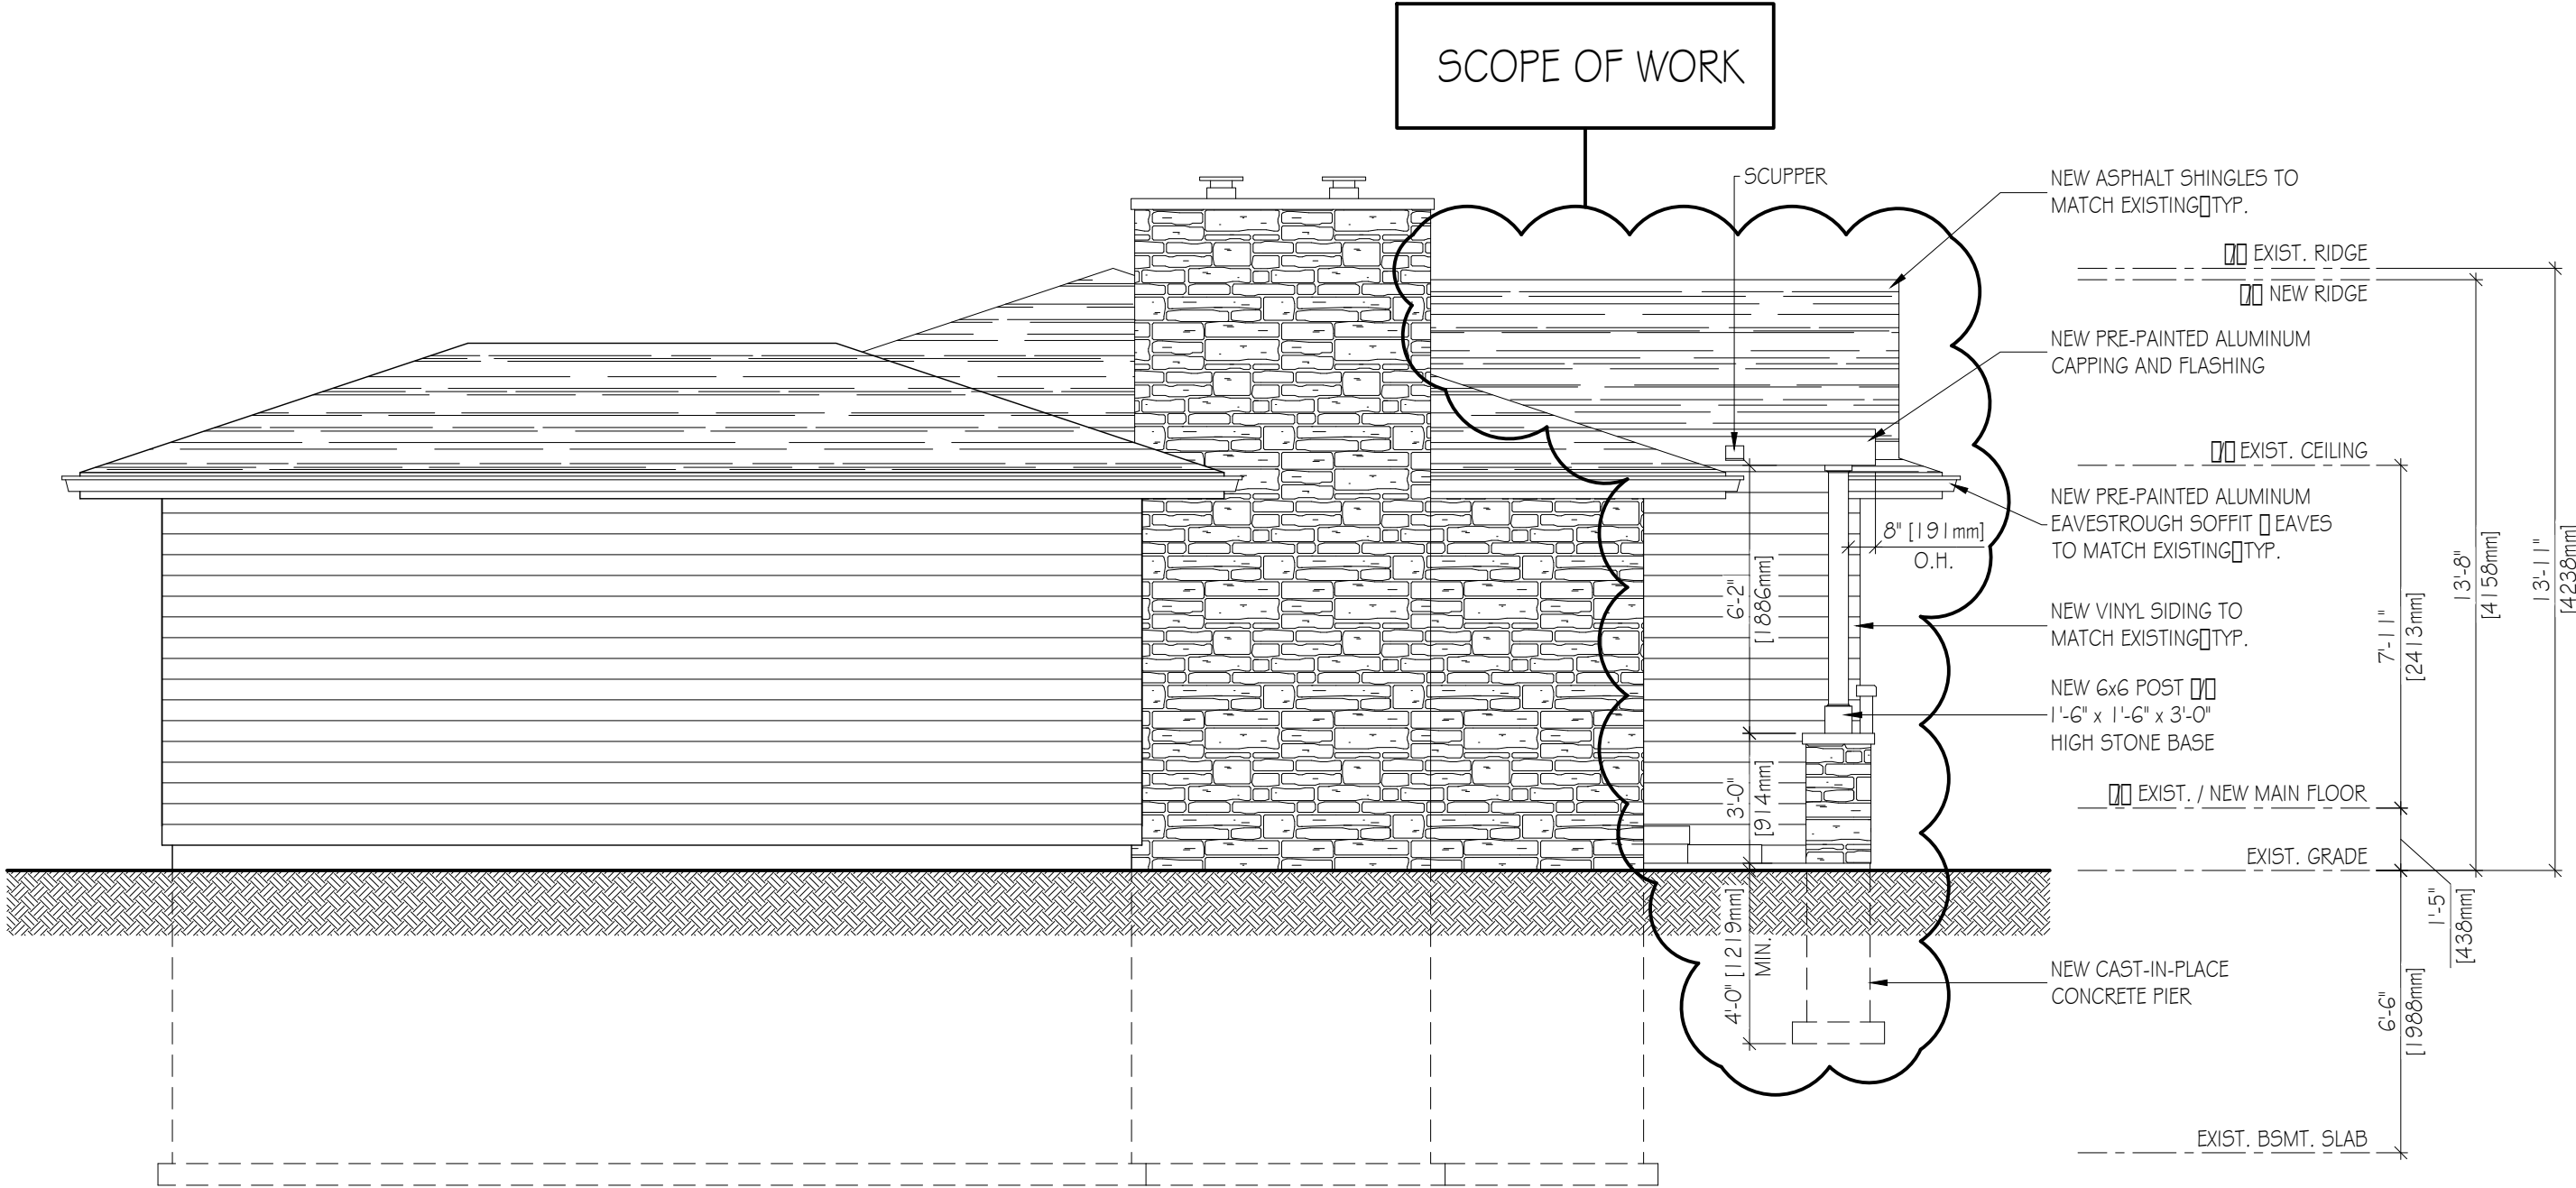 SCOPE OF WORK
SCUPPER
NEW ASPHALT SHINGLES TO
MATCH EXISTING TYP.
EXIST. RIDGE
NEW RIDGE
NEW PRE-PAINTED ALUMINUM
CAPPING AND FLASHING
EXIST. CEILING
NEW PRE-PAINTED ALUMINUM
EAVESTROUGH SOFFIT EAVES
TO MATCH EXISTING TYP.
8" [191mm]
O.H.
6'-2"
[1886mm]
NEW VINYL SIDING TO
MATCH EXISTING TYP.
NEW 6x6 POST
1'-6" x 1'-6" x 3'-0"
HIGH STONE BASE
3'-0"
[914mm]
EXIST. / NEW MAIN FLOOR
EXIST. GRADE
4'-0" [1219mm]
MIN.
NEW CAST-IN-PLACE
CONCRETE PIER
EXIST. BSMT. SLAB
7'-11"
[2413mm]
13'-8"
[4158mm]
13'-11"
[4238mm]
1'-5"
[438mm]
6'-6"
[1988mm]